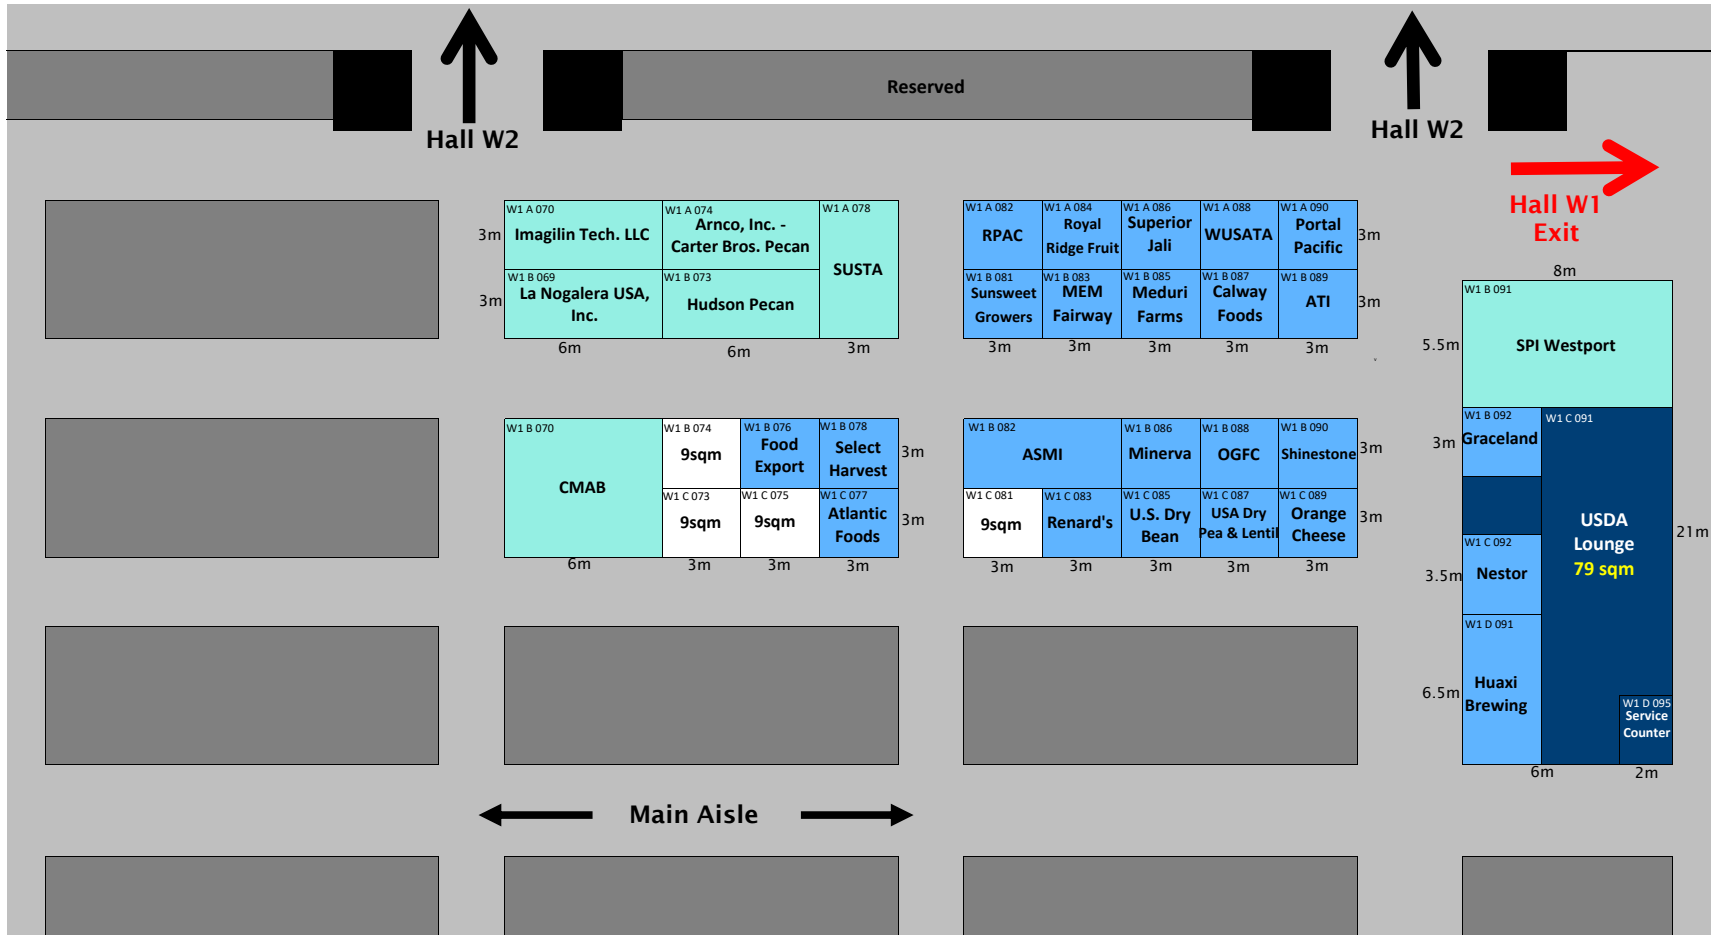 Reserved
Hall W2
Hall W2
Hall W1
Exit
W1 A 070
Imagilin Tech. LLC
W1 A 074
Arnco, Inc. -
Carter Bros. Pecan
W1 A 078
SUSTA
W1 B 069
La Nogalera USA,
Inc.
W1 B 073
Hudson Pecan
3m
3m
6m
6m
3m
W1 A 082
RPAC
W1 A 084
Royal
Ridge Fruit
W1 A 086
Superior
Jali
W1 A 088
WUSATA
W1 A 090
Portal
Pacific
3m
W1 B 081
Sunsweet
Growers
W1 B 083
MEM
Fairway
W1 B 085
Meduri
Farms
W1 B 087
Calway
Foods
W1 B 089
ATI
3m
3m
3m
3m
3m
3m
8m
W1 B 091
SPI Westport
5.5m
W1 B 070
CMAB
W1 B 074
9sqm
W1 B 076
Food
Export
W1 B 078
Select
Harvest
3m
W1 C 073
9sqm
W1 C 075
9sqm
W1 C 077
Atlantic
Foods
3m
6m
3m
3m
3m
W1 B 082
ASMI
W1 B 086
Minerva
W1 B 088
OGFC
W1 B 090
Shinestone
3m
W1 C 081
9sqm
W1 C 083
Renard's
W1 C 085
U.S. Dry
Bean
W1 C 087
USA Dry
Pea & Lentil
W1 C 089
Orange
Cheese
3m
3m
3m
3m
3m
3m
W1 B 092
Graceland
3m
W1 C 091
USDA
Lounge
79 sqm
21m
W1 C 092
Nestor
3.5m
W1 D 091
Huaxi
Brewing
6.5m
W1 D 095
Service
Counter
6m
2m
Main Aisle